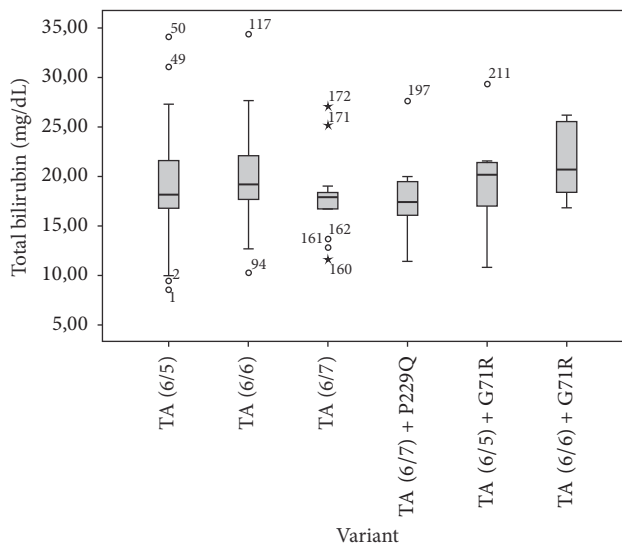 35,00
30,00
25,00
20,00
15,00
10,00
5,00
Total bilirubin (mg/dL)
50
49
2
1
117
94
172
171
162
161
160
197
211
TA (6/5)
TA (6/6)
TA (6/7)
TA (6/7) + P229Q
TA (6/5) + G71R
TA (6/6) + G71R
Variant